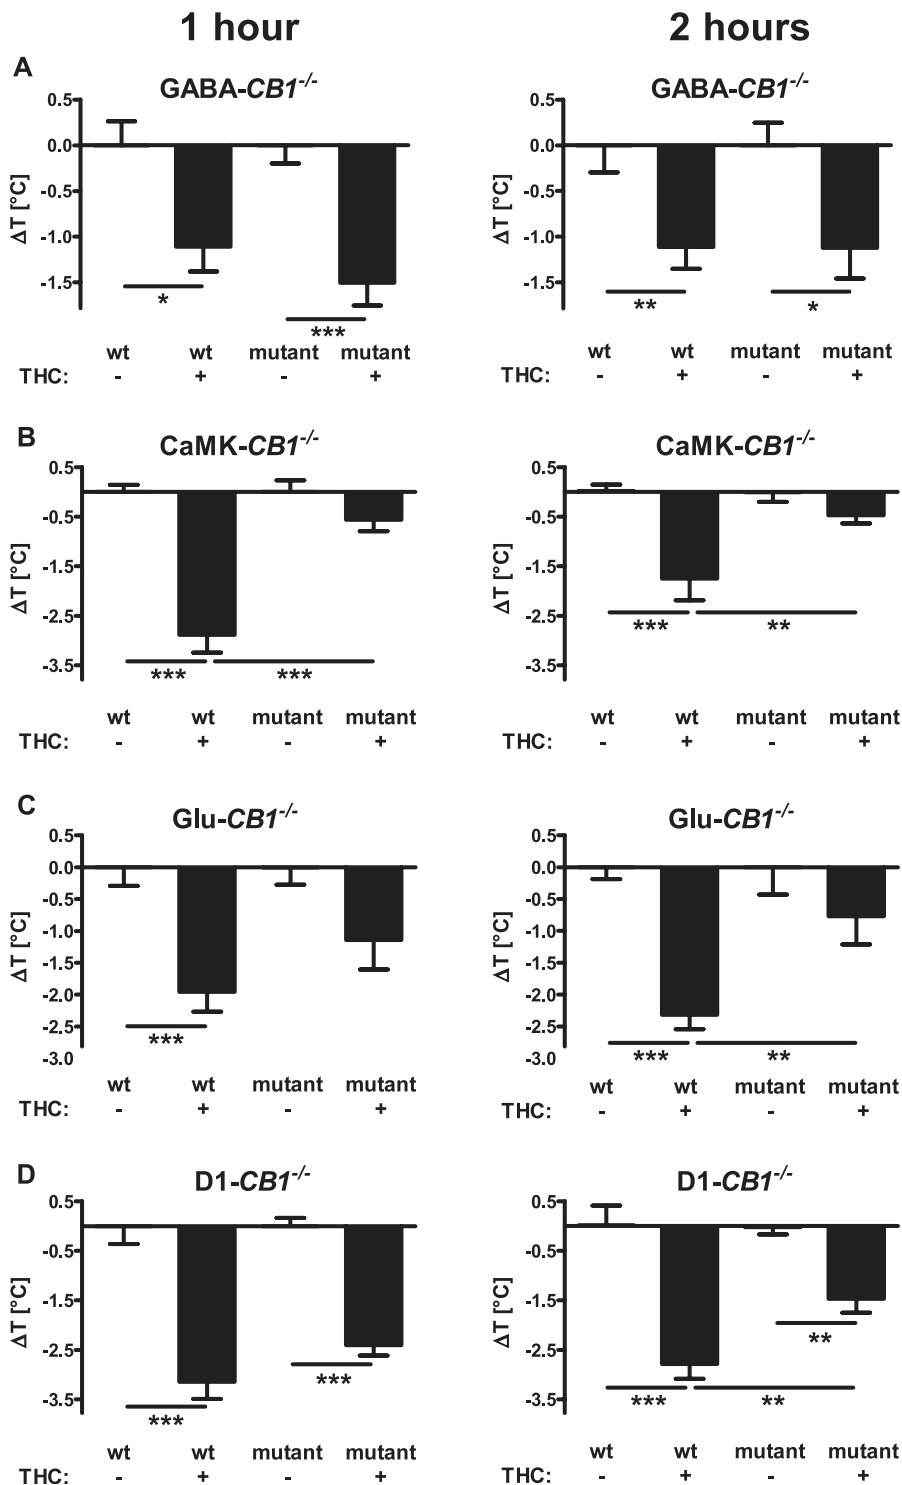 1 hour
2 hours
A
GABA-CB1-/-
ΔT [°C]
0.5
0.0
-0.5
-1.0
-1.5
*
***
wt wt mutant mutant
THC: - + - +
GABA-CB1-/-
ΔT [°C]
0.5
0.0
-0.5
-1.0
-1.5
**
*
wt wt mutant mutant
THC: - + - +
B
CaMK-CB1-/-
ΔT [°C]
0.5
-0.5
-1.5
-2.5
-3.5
***
***
wt wt mutant mutant
THC: - + - +
CaMK-CB1-/-
ΔT [°C]
0.5
-0.5
-1.5
-2.5
-3.5
***
**
wt wt mutant mutant
THC: - + - +
C
Glu-CB1-/-
ΔT [°C]
0.5
0.0
-0.5
-1.0
-1.5
-2.0
-2.5
-3.0
***
wt wt mutant mutant
THC: - + - +
Glu-CB1-/-
ΔT [°C]
0.5
0.0
-0.5
-1.0
-1.5
-2.0
-2.5
-3.0
***
**
wt wt mutant mutant
THC: - + - +
D
D1-CB1-/-
ΔT [°C]
0.5
-0.5
-1.5
-2.5
-3.5
***
***
wt wt mutant mutant
THC: - + - +
D1-CB1-/-
ΔT [°C]
0.5
-0.5
-1.5
-2.5
-3.5
**
***
**
wt wt mutant mutant
THC: - + - +